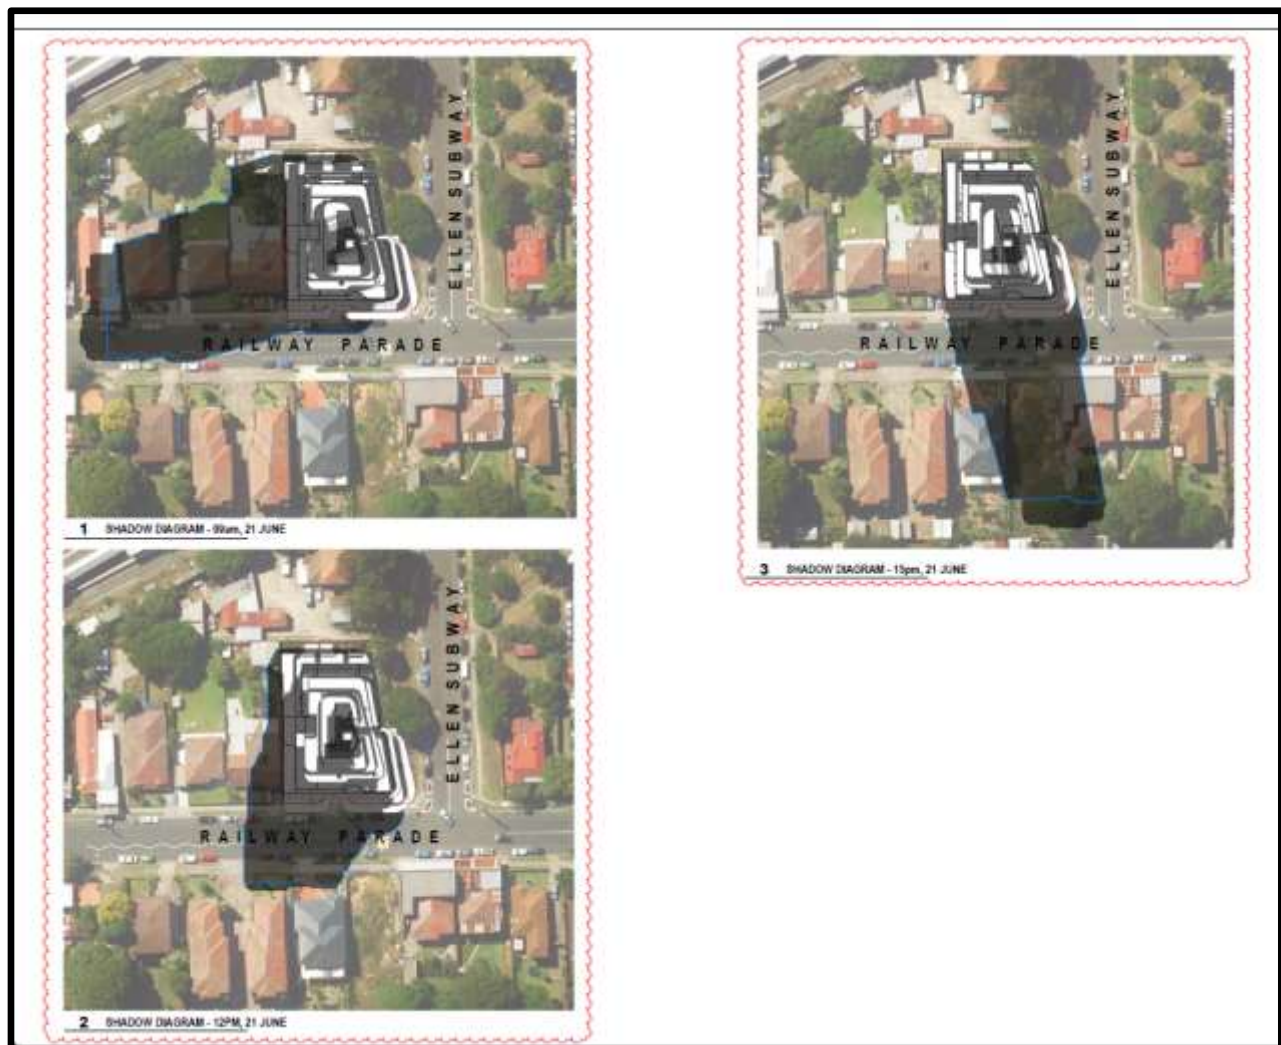 ELLEN SUBWAY
RAILWAY PARADE
1 SHADOW DIAGRAM - 09am, 21 JUNE
ELLEN SUBWAY
RAILWAY PARADE
2 SHADOW DIAGRAM - 12PM, 21 JUNE
ELLEN SUBWAY
RAILWAY PARADE
3 SHADOW DIAGRAM - 15pm, 21 JUNE